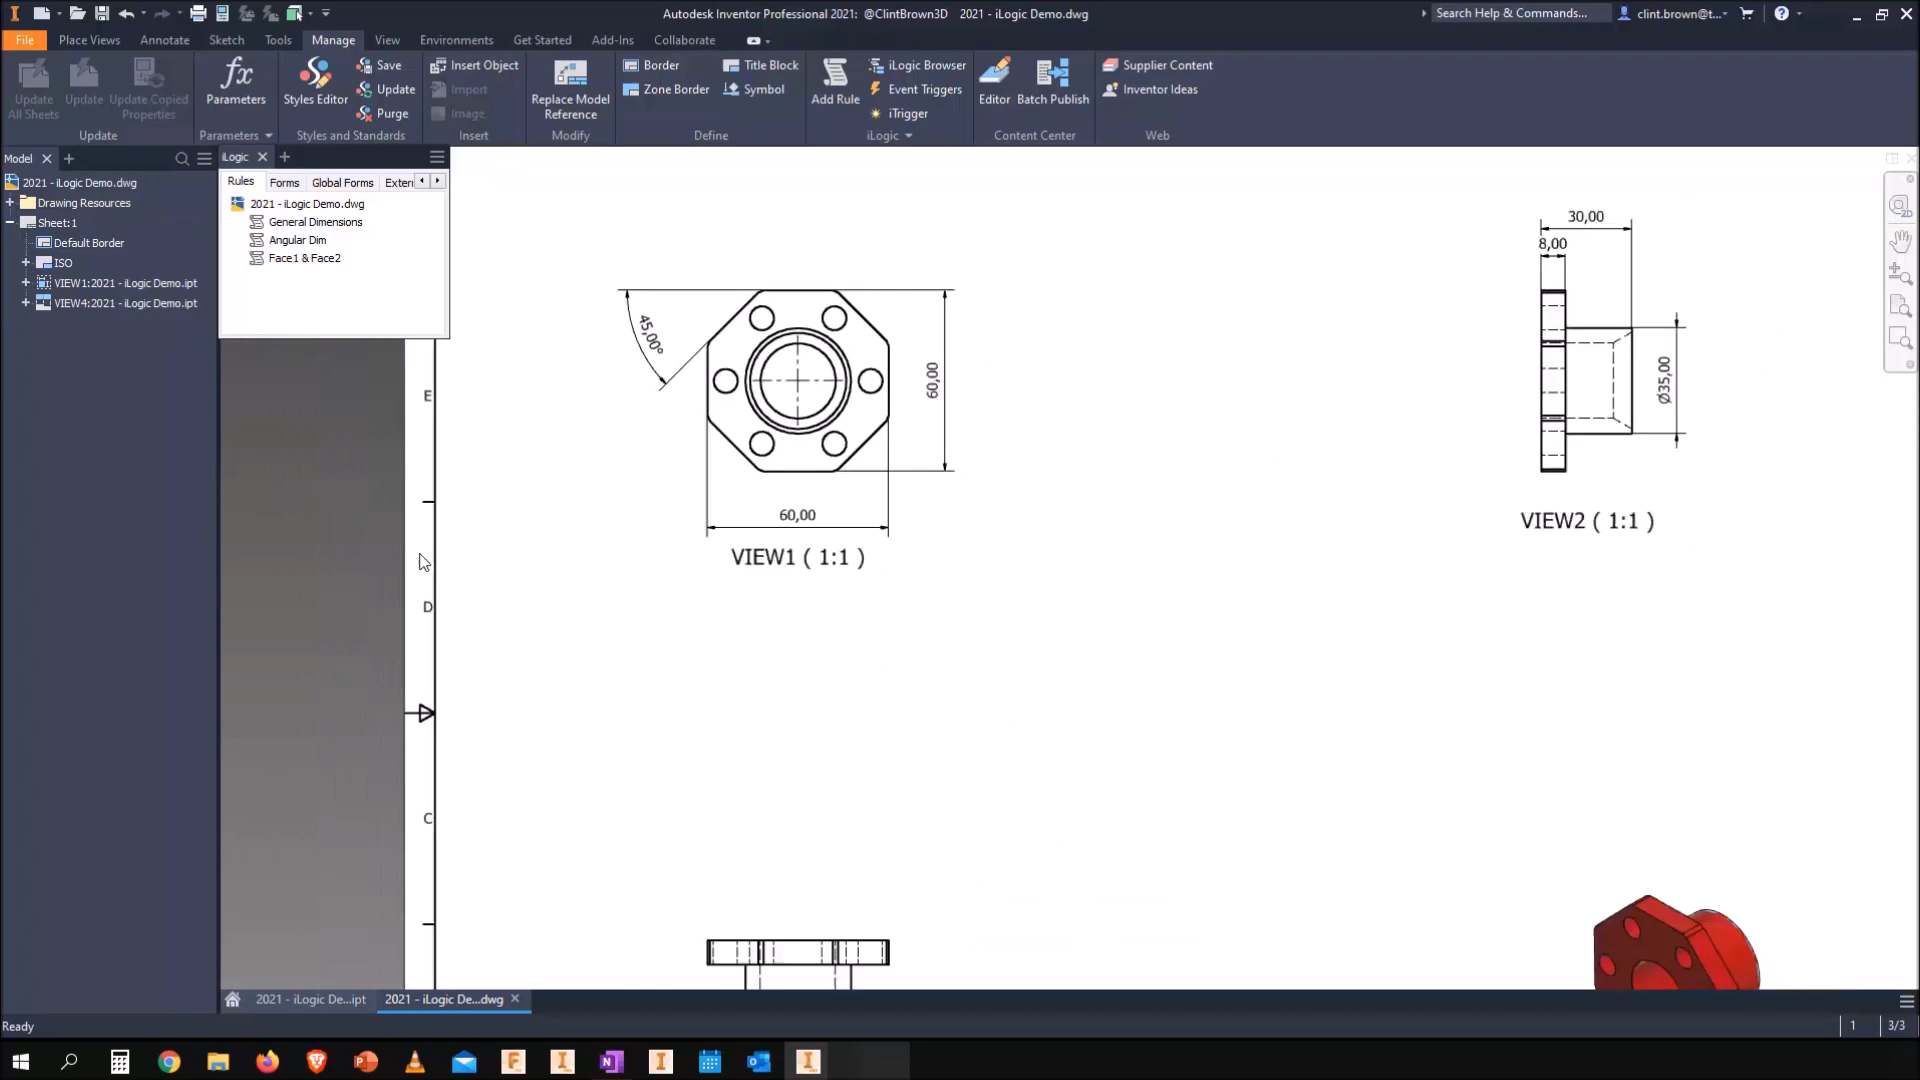 Autodesk Inventor Professional 2021: @ClintBrown3D 2021 - iLogic Demo.dwg
Search Help & Commands...
clint.brown@t...
File Place Views Annotate Sketch Tools Manage View Environments Get Started Add-Ins Collaborate
Update
All Sheets
Update
Update Copied
Properties
Update
fx
Parameters
Parameters
Styles Editor
Save
Update
Purge
Styles and Standards
Insert Object
Import
Image
Insert
Replace Model
Reference
Modify
Border
Zone Border
Title Block
Symbol
Define
Add Rule
iLogic Browser
Event Triggers
iTrigger
iLogic
Editor
Batch Publish
Content Center
Supplier Content
Inventor Ideas
Web
Model
2021 - iLogic Demo.dwg
Drawing Resources
Sheet:1
Default Border
ISO
VIEW1:2021 - iLogic Demo.ipt
VIEW4:2021 - iLogic Demo.ipt
iLogic
Rules Forms Global Forms Extern
2021 - iLogic Demo.dwg
General Dimensions
Angular Dim
Face1 & Face2
E
D
C
45,00°
60,00
60,00
VIEW1 ( 1:1 )
30,00
8,00
Ø35,00
VIEW2 ( 1:1 )
2D
2021 - iLogic De...ipt
2021 - iLogic De...dwg
Ready
1
3/3